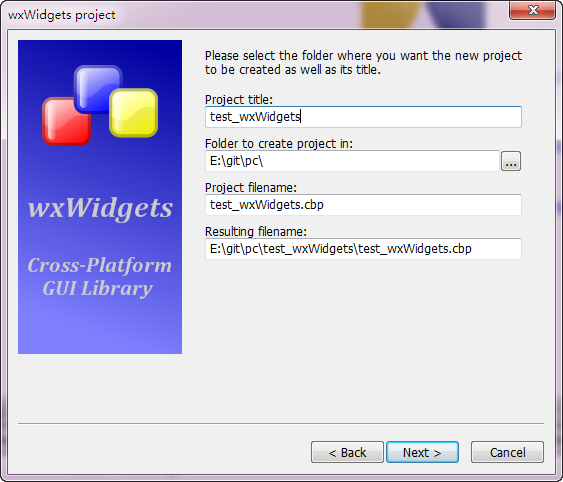 wxWidgets project
Please select the folder where you want the new project
to be created as well as its title.
Project title:
test_wxWidgets
Folder to create project in:
E:\git\pc\
...
Project filename:
test_wxWidgets.cbp
Resulting filename:
E:\git\pc\test_wxWidgets\test_wxWidgets.cbp
wxWidgets
Cross-Platform
GUI Library
< Back
Next >
Cancel